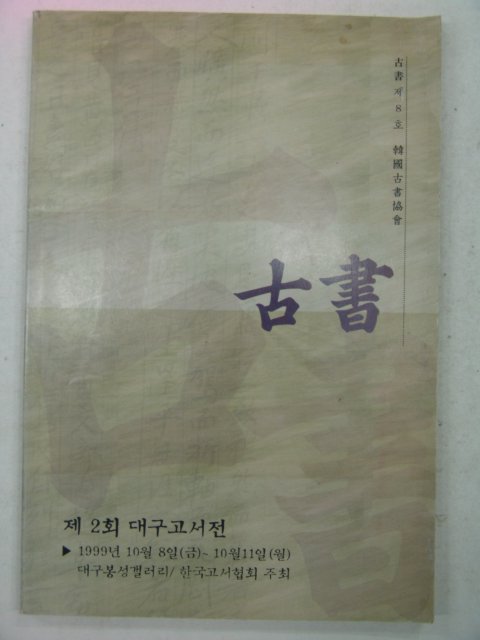 古書 제 8 호 韓國古書協會
古書
제 2회 대구고서전
▶ 1999년 10월 8일(금)~ 10월11일(월)
대구봉성갤러리/ 한국고서협회 주최